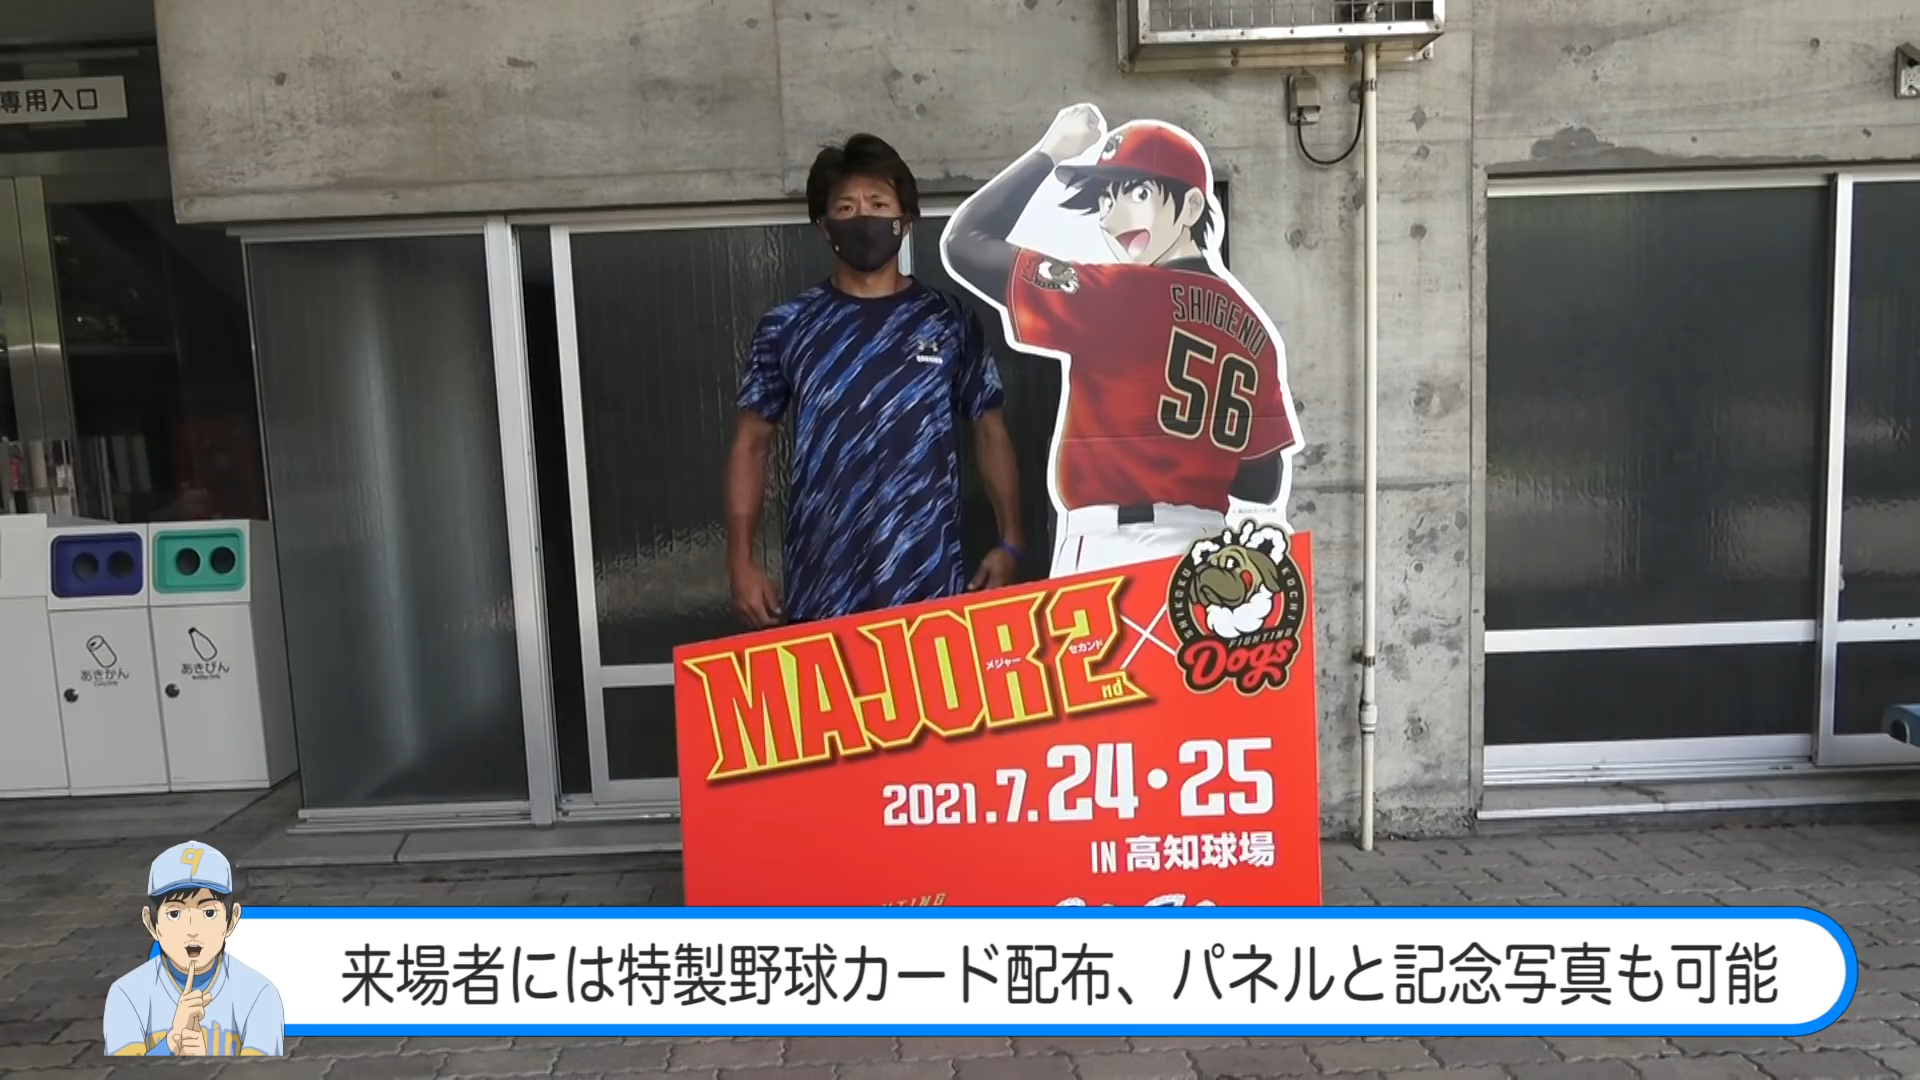 専用入口
SHIGENO
56
MAJOR 2nd
メジャー セカンド
SHIKOKU KOCHI
FIGHTING
Dogs
2021.7.24・25
IN 高知球場
あきかん
あきびん
来場者には特製野球カード配布、パネルと記念写真も可能